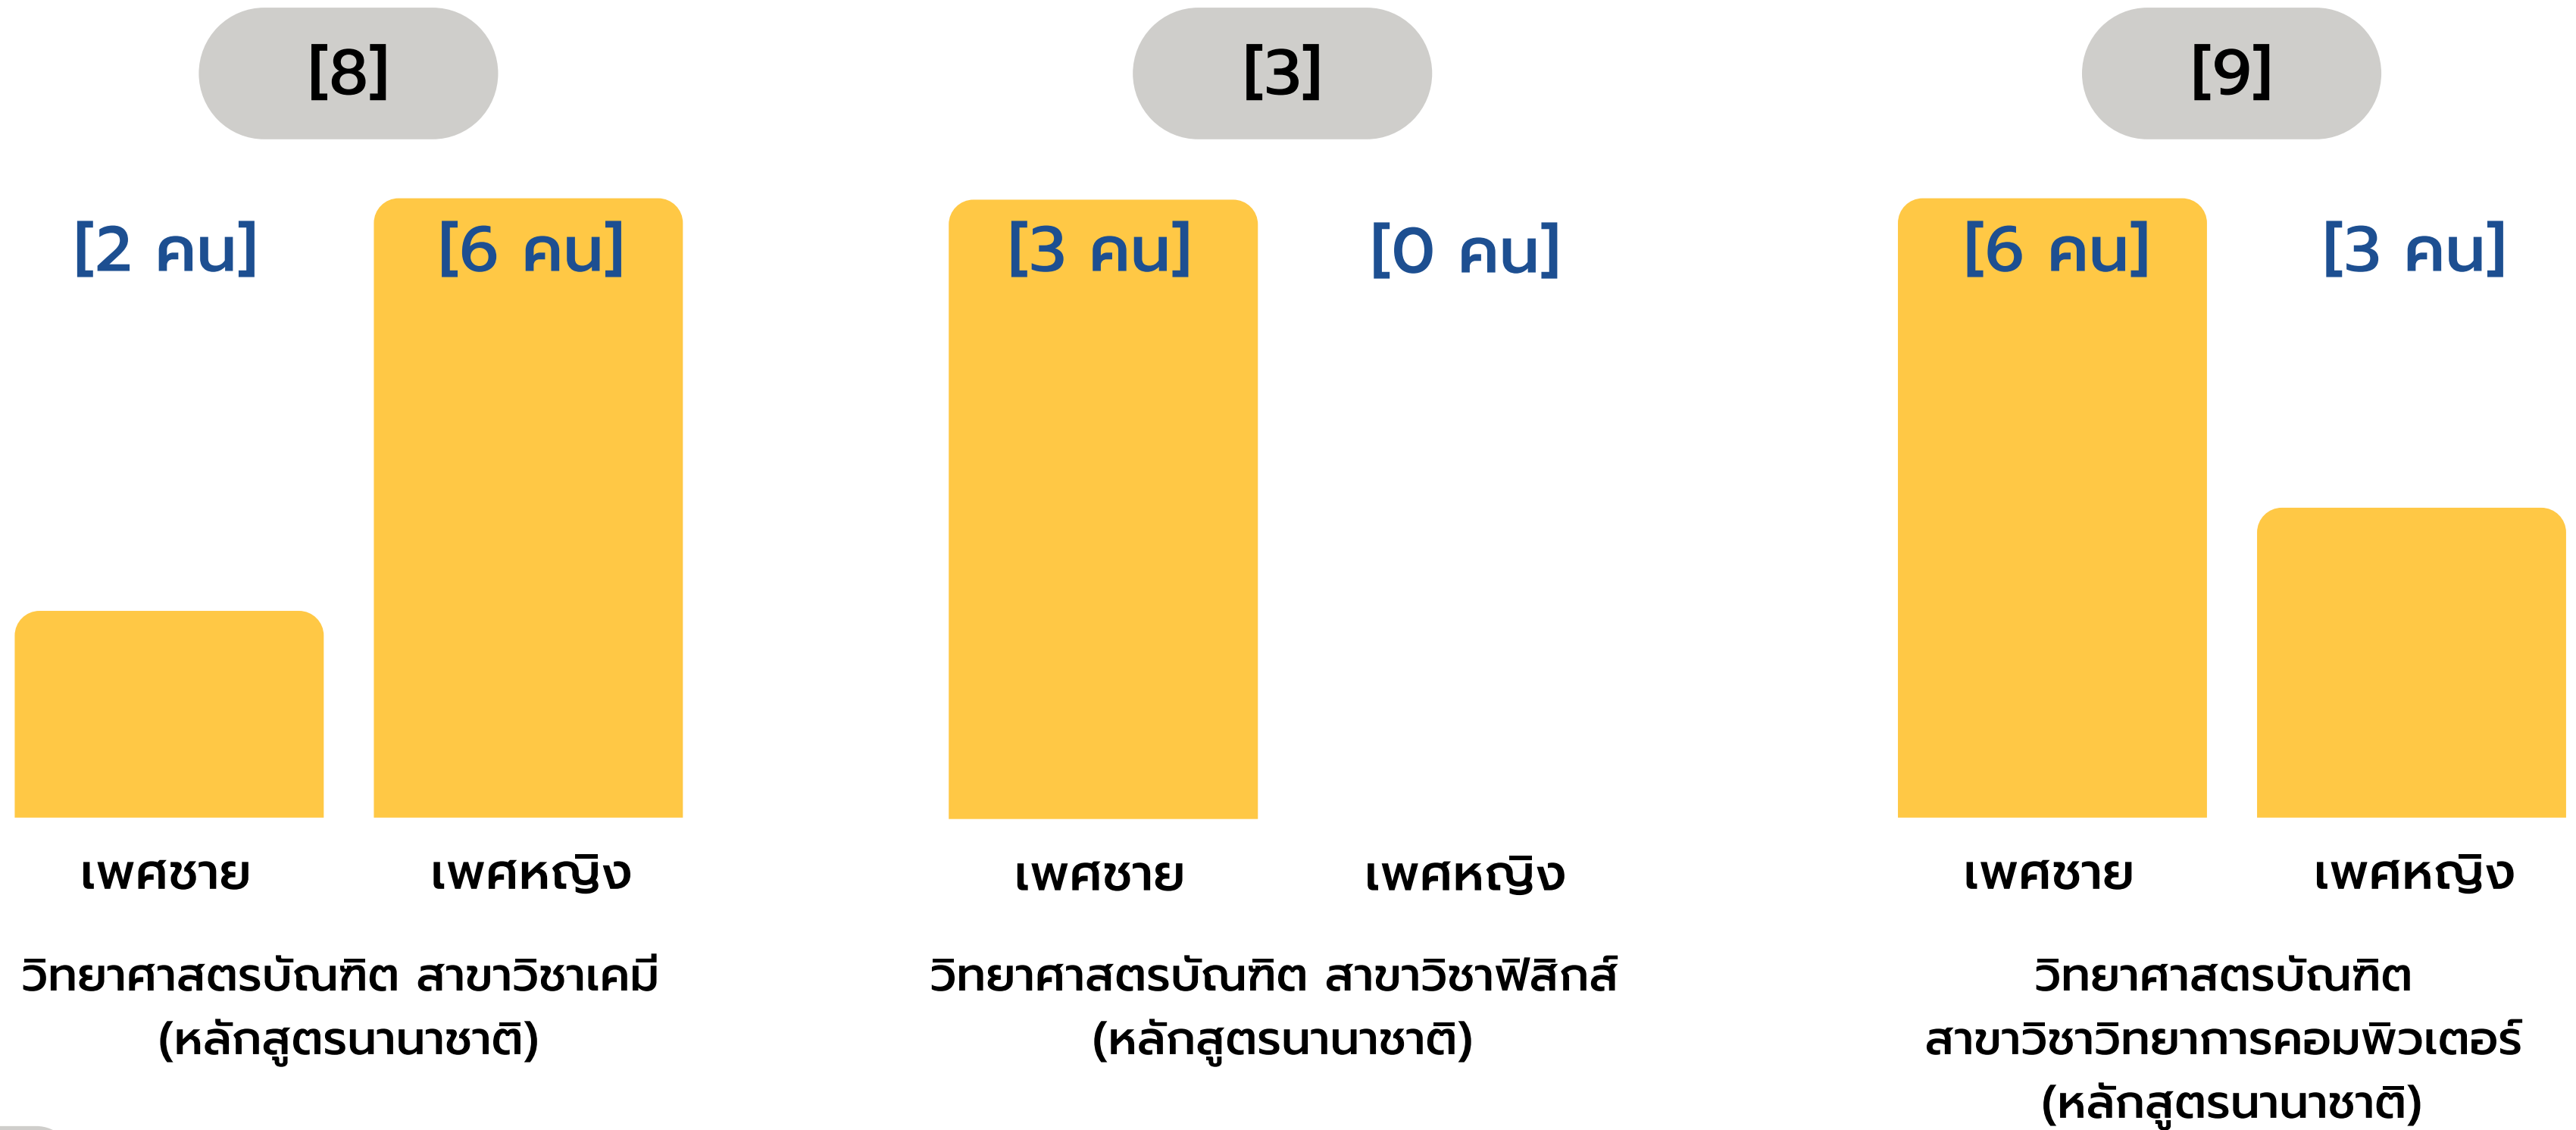 [8]
[2 คน]
[6 คน]
เพศชาย
เพศหญิง
วิทยาศาสตรบัณฑิต สาขาวิชาเคมี
(หลักสูตรนานาชาติ)
[3]
[3 คน]
[0 คน]
เพศชาย
เพศหญิง
วิทยาศาสตรบัณฑิต สาขาวิชาฟิสิกส์
(หลักสูตรนานาชาติ)
[9]
[6 คน]
[3 คน]
เพศชาย
เพศหญิง
วิทยาศาสตรบัณฑิต
สาขาวิชาวิทยาการคอมพิวเตอร์
(หลักสูตรนานาชาติ)